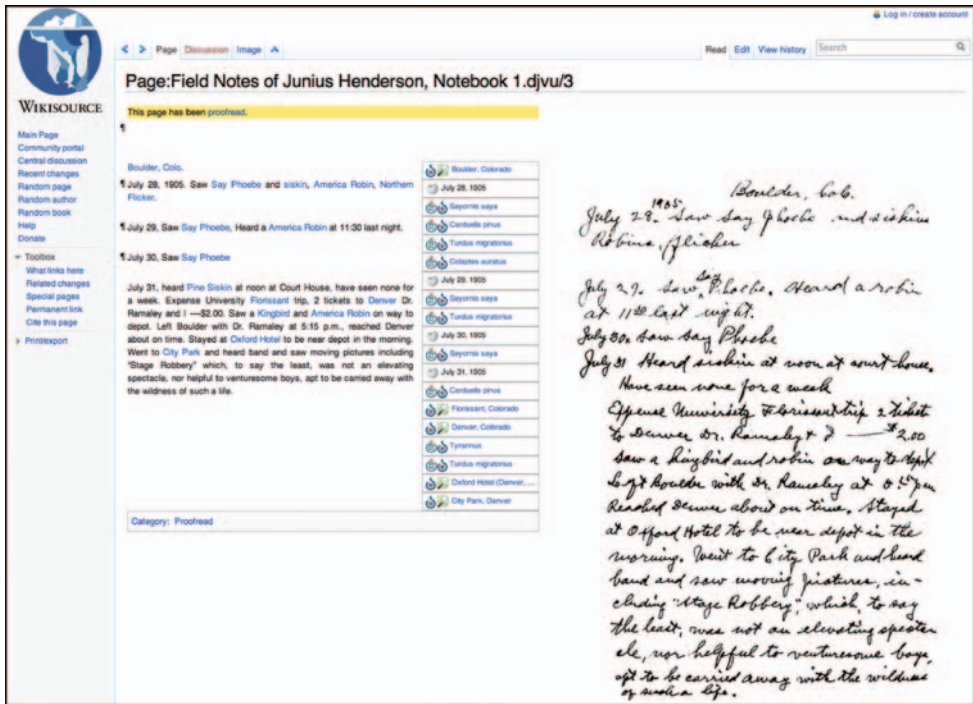 Log in / create account
Page Discussion Image
Read Edit View history Search
WIKISOURCE
Main Page
Community portal
Central discussion
Recent changes
Random page
Random author
Random book
Help
Donate
Toolbox
What links here
Related changes
Special pages
Permanent link
Cite this page
Print/export
Page:Field Notes of Junius Henderson, Notebook 1.djvu/3
This page has been proofread.
¶
Boulder, Colo.
¶ July 28, 1905. Saw Say Phoebe and siskin, America Robin, Northern
Flicker.
¶ July 29, Saw Say Phoebe, Heard a America Robin at 11:30 last night.
¶ July 30, Saw Say Phoebe
July 31, heard Pine Siskin at noon at Court House, have seen none for
a week. Expense University Florissant trip, 2 tickets to Denver Dr.
Ramaley and I —-$2.00. Saw a Kingbird and America Robin on way to
depot. Left Boulder with Dr. Ramaley at 5:15 p.m., reached Denver
about on time. Stayed at Oxford Hotel to be near depot in the morning.
Went to City Park and heard band and saw moving pictures including
"Stage Robbery" which, to say the least, was not an elevating
spectacle, nor helpful to venturesome boys, apt to be carried away with
the wildness of such a life.
Boulder, Colorado
July 28, 1905
Sayornis saya
Carduelis pinus
Turdus migratorius
Colaptes auratus
July 29, 1905
Sayornis saya
Turdus migratorius
July 30, 1905
Sayornis saya
July 31, 1905
Carduelis pinus
Florissant, Colorado
Denver, Colorado
Tyrannus
Turdus migratorius
Oxford Hotel (Denver, ...
City Park, Denver
Category: Proofread
Boulder, Colo.
1905
July 28. Saw Say Phoebe and siskins
Robins, flicker
July 29. Saw Say Phoebe. Heard a robin
at 11³⁰ last night.
July 30. Saw Say Phoebe
July 31 Heard siskin at noon at court house.
Have seen none for a week
Expense University Florissant trip 2 ticket
to Denver Dr. Ramaley & I — $2.00
Saw a kingbird and robin on way to depot
Left Boulder with Dr. Ramaley at 5:15 pm
Reached Denver about on time. Stayed
at Oxford Hotel to be near depot in the
morning. Went to City Park and heard
band and saw moving pictures, in-
cluding "Stage Robbery", which, to say
the least, was not an elevating specta-
cle, nor helpful to venturesome boys,
apt to be carried away with the wildness
of such a life.